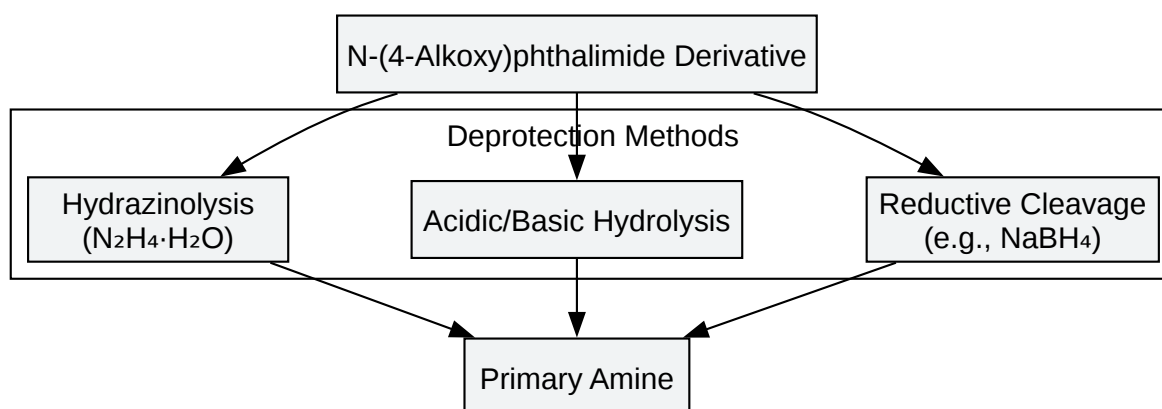 N-(4-Alkoxy)phthalimide Derivative
Deprotection Methods
Hydrazinolysis
(N₂H₄·H₂O)
Acidic/Basic Hydrolysis
Reductive Cleavage
(e.g., NaBH₄)
Primary Amine